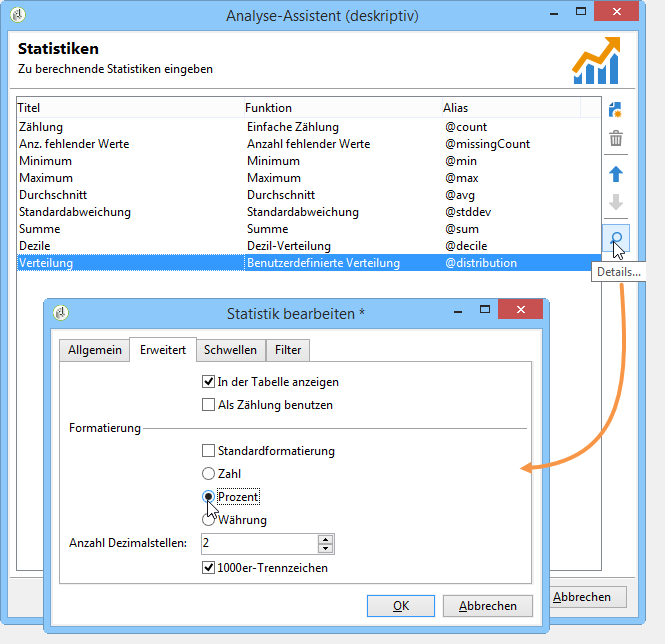 Analyse-Assistent (deskriptiv)
Statistiken
Zu berechnende Statistiken eingeben
Titel Funktion Alias
Zählung Einfache Zählung @count
Anz. fehlender Werte Anzahl fehlender Werte @missingCount
Minimum Minimum @min
Maximum Maximum @max
Durchschnitt Durchschnitt @avg
Standardabweichung Standardabweichung @stddev
Summe Summe @sum
Dezile Dezil-Verteilung @decile
Verteilung Benutzerdefinierte Verteilung @distribution
Details...
Statistik bearbeiten *
Allgemein Erweitert Schwellen Filter
In der Tabelle anzeigen
Als Zählung benutzen
Formatierung
Standardformatierung
Zahl
Prozent
Währung
Anzahl Dezimalstellen: 2
1000er-Trennzeichen
OK Abbrechen
Abbrechen